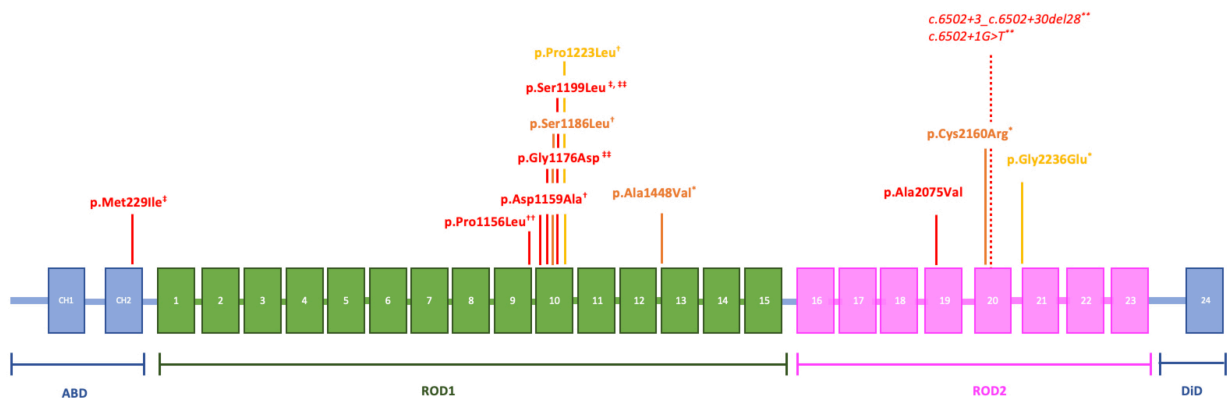 c.6502+3_c.6502+30del28**
c.6502+1G>T**
p.Pro1223Leu†
p.Ser1199Leu‡, ‡‡
p.Ser1186Leu†
p.Cys2160Arg*
p.Gly1176Asp‡‡
p.Gly2236Glu*
p.Met229Ile‡
p.Asp1159Ala†
p.Ala1448Val*
p.Ala2075Val
p.Pro1156Leu††
CH1 CH2 1 2 3 4 5 6 7 8 9 10 11 12 13 14 15 16 17 18 19 20 21 22 23 24
ABD ROD1 ROD2 DiD